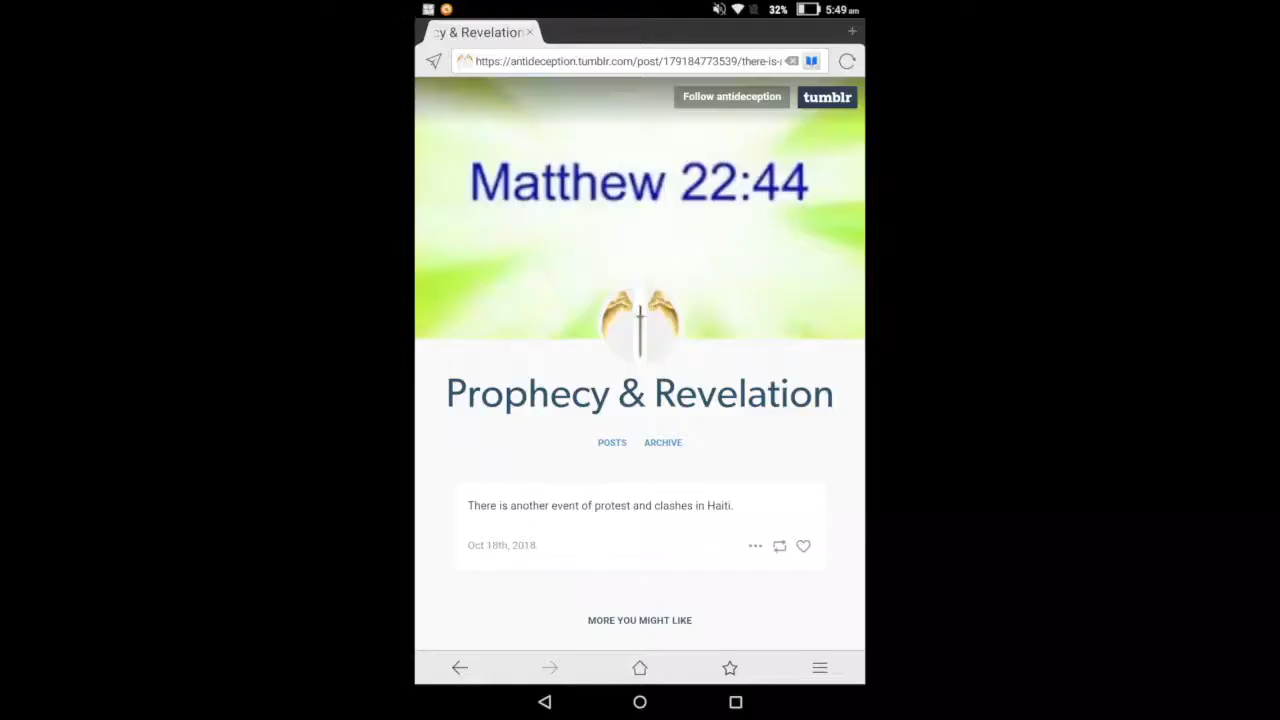 32% 5:49 am
cy & Revelation
https://antideception.tumblr.com/post/179184773539/there-is-
Follow antideception tumblr
Matthew 22:44
Prophecy & Revelation
POSTS ARCHIVE
There is another event of protest and clashes in Haiti.
Oct 18th, 2018
MORE YOU MIGHT LIKE